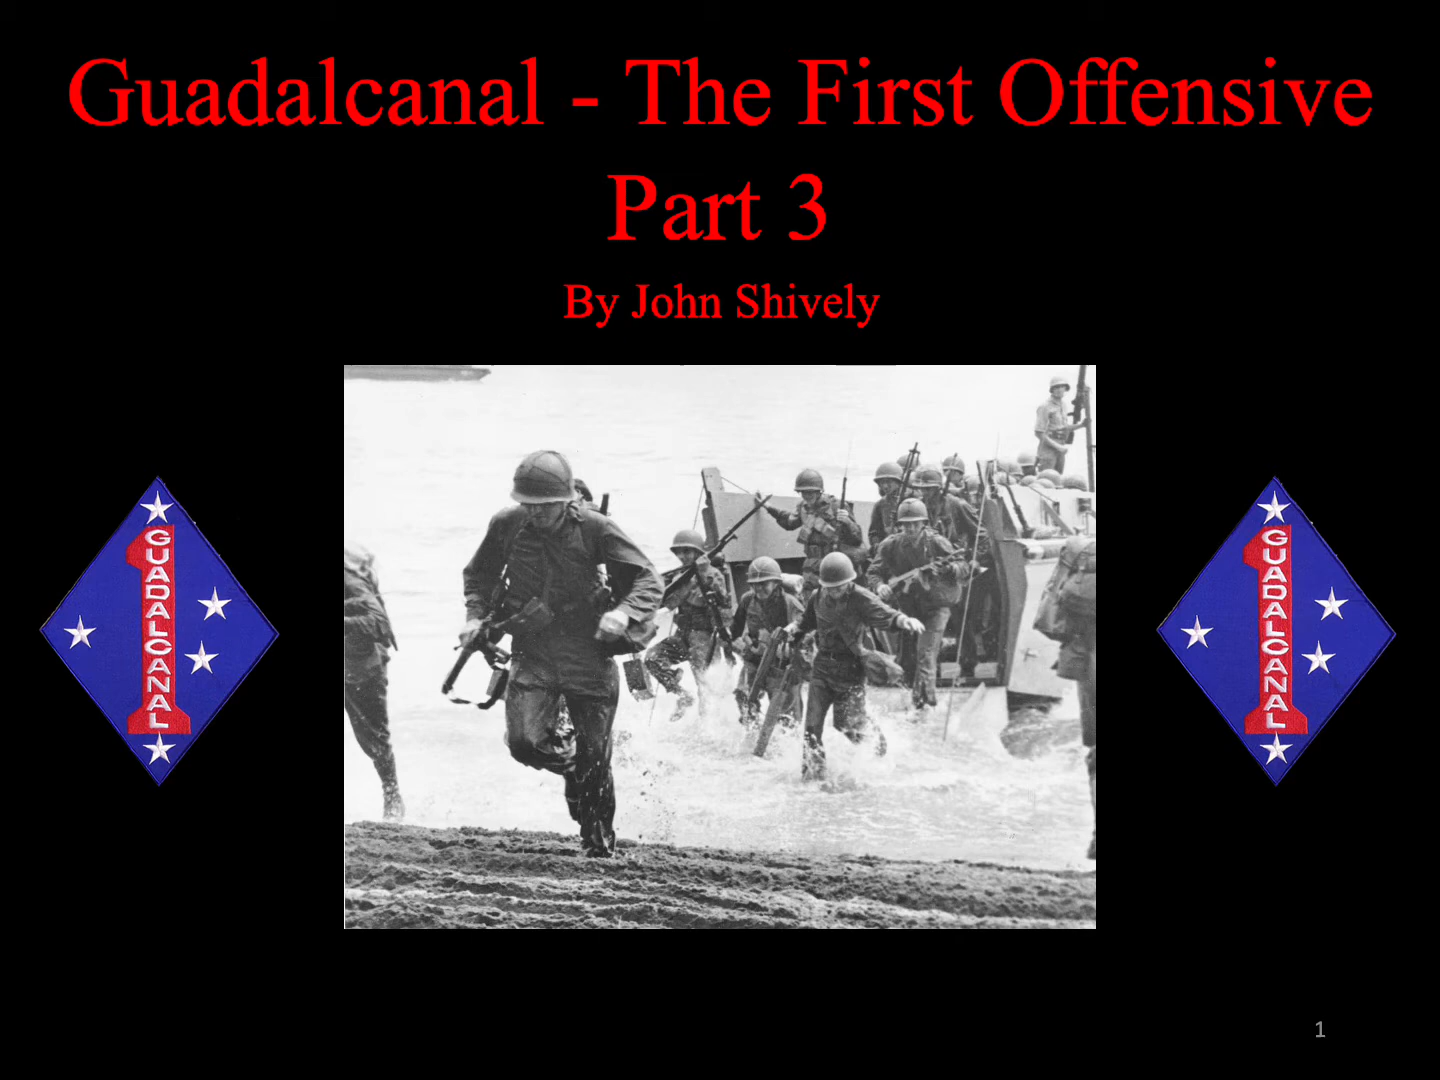 Guadalcanal - The First Offensive
Part 3
By John Shively
GUADALCANAL
GUADALCANAL
1